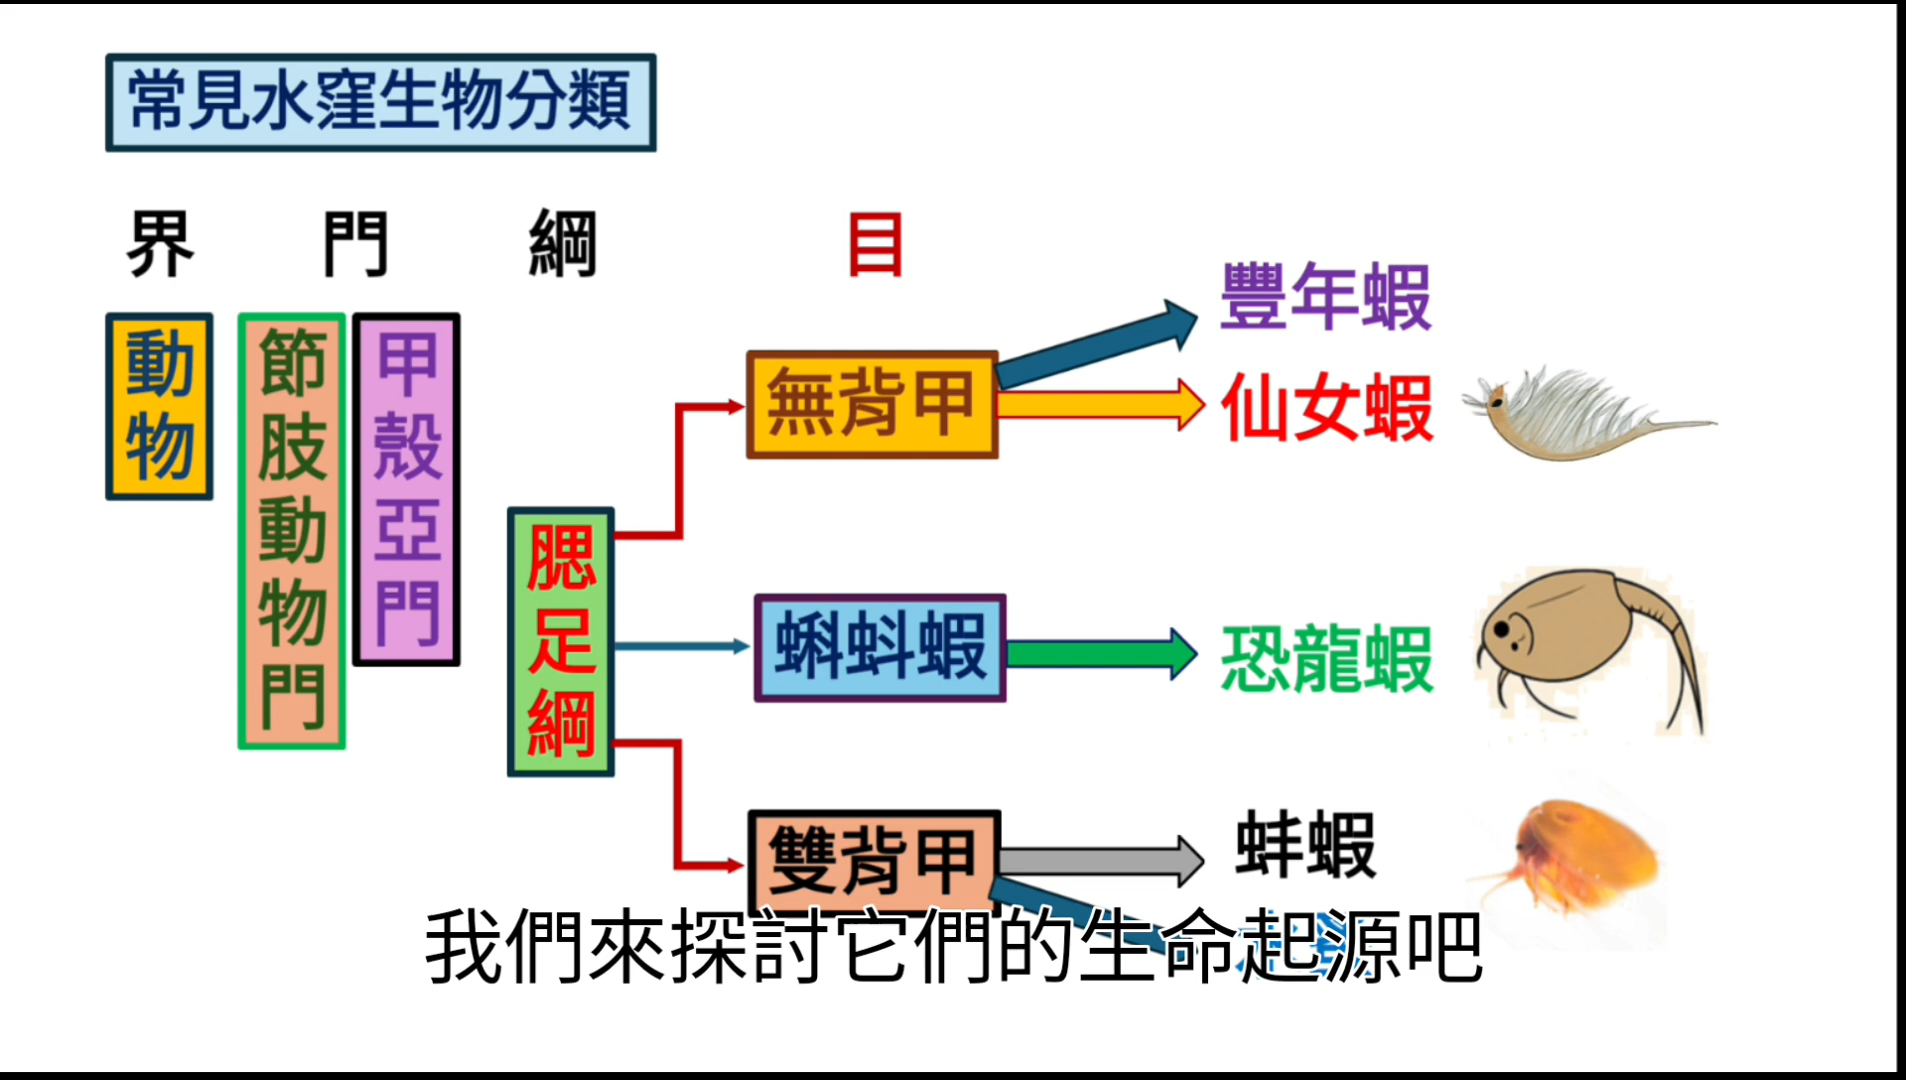 常見水窪生物分類
界 門 綱 目
動物
節肢動物門
甲殼亞門
腮足綱
無背甲
豐年蝦
仙女蝦
蝌蚪蝦
恐龍蝦
雙背甲
蚌蝦
我們來探討它們的生命起源吧